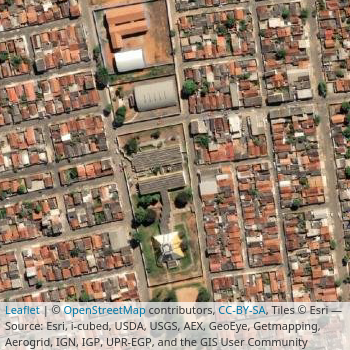 Leaflet | © OpenStreetMap contributors, CC-BY-SA, Tiles © Esri —
Source: Esri, i-cubed, USDA, USGS, AEX, GeoEye, Getmapping,
Aerogrid, IGN, IGP, UPR-EGP, and the GIS User Community